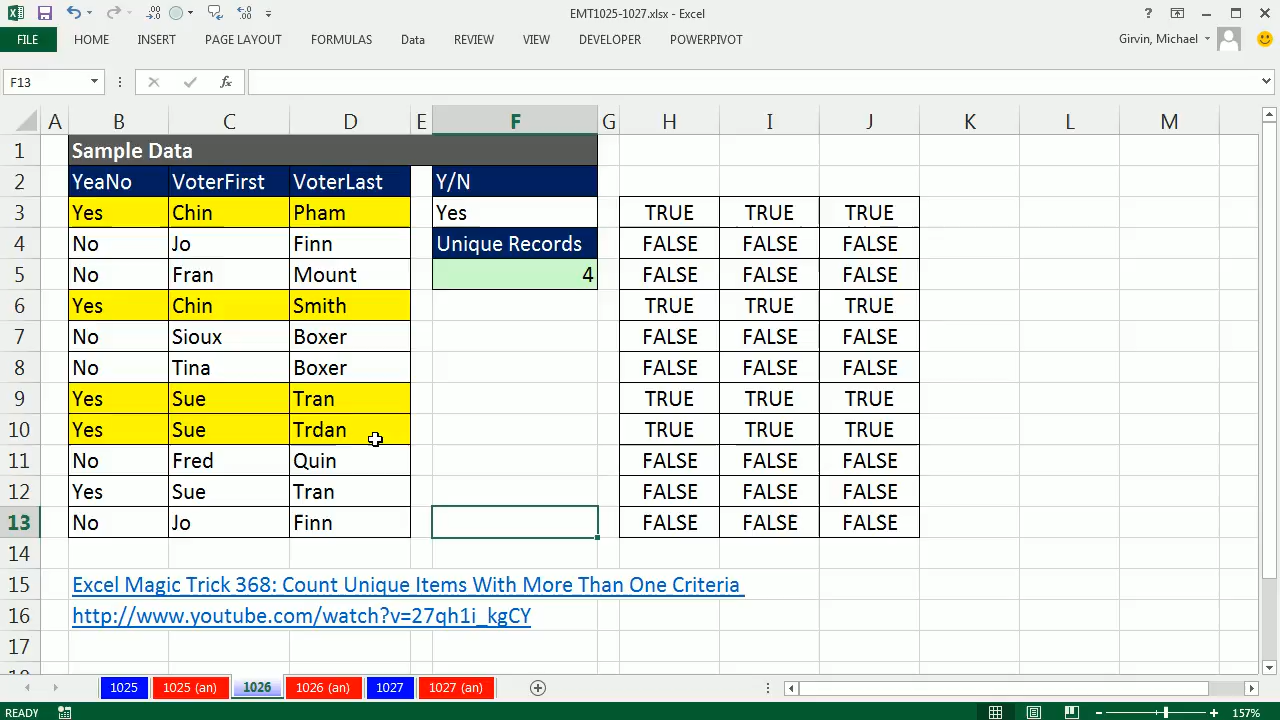 EMT1025-1027.xlsx - Excel
FILE HOME INSERT PAGE LAYOUT FORMULAS Data REVIEW VIEW DEVELOPER POWERPIVOT Girvin, Michael
F13 fx
A B C D E F G H I J K L M
1 Sample Data
2 YeaNo VoterFirst VoterLast Y/N
3 Yes Chin Pham Yes TRUE TRUE TRUE
4 No Jo Finn Unique Records FALSE FALSE FALSE
5 No Fran Mount 4 FALSE FALSE FALSE
6 Yes Chin Smith TRUE TRUE TRUE
7 No Sioux Boxer FALSE FALSE FALSE
8 No Tina Boxer FALSE FALSE FALSE
9 Yes Sue Tran TRUE TRUE TRUE
10 Yes Sue Trdan TRUE TRUE TRUE
11 No Fred Quin FALSE FALSE FALSE
12 Yes Sue Tran FALSE FALSE FALSE
13 No Jo Finn FALSE FALSE FALSE
14
15 Excel Magic Trick 368: Count Unique Items With More Than One Criteria
16 http://www.youtube.com/watch?v=27qh1i_kgCY
17
1025 1025 (an) 1026 1026 (an) 1027 1027 (an)
READY 157%